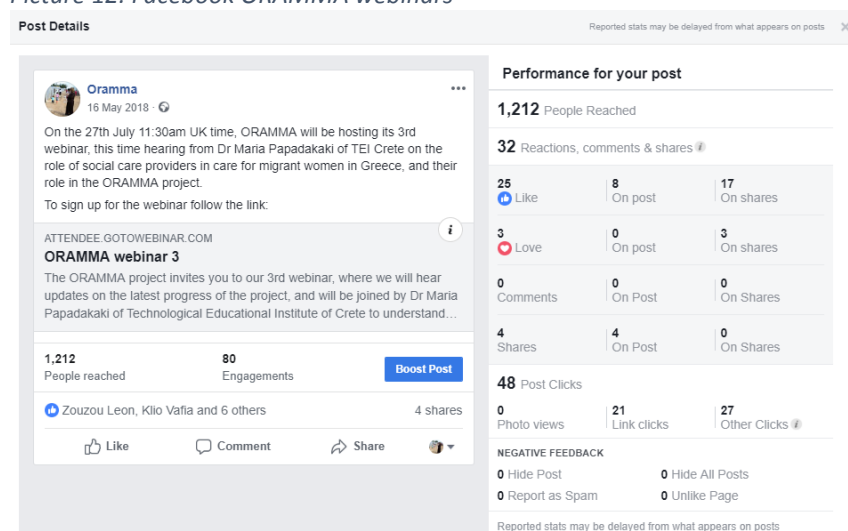 Picture 12: Facebook ORAMMA webinars
Post Details
Reported stats may be delayed from what appears on posts
Oramma
16 May 2018 ·
On the 27th July 11:30am UK time, ORAMMA will be hosting its 3rd
webinar, this time hearing from Dr Maria Papadakaki of TEI Crete on the
role of social care providers in care for migrant women in Greece, and their
role in the ORAMMA project.
To sign up for the webinar follow the link:
ATTENDEE.GOTOWEBINAR.COM
ORAMMA webinar 3
The ORAMMA project invites you to our 3rd webinar, where we will hear
updates on the latest progress of the project, and will be joined by Dr Maria
Papadakaki of Technological Educational Institute of Crete to understand…
1,212 80
People reached Engagements
Boost Post
Zouzou Leon, Klio Vafia and 6 others 4 shares
Like Comment Share
Performance for your post
1,212 People Reached
32 Reactions, comments & shares
25 8 17
Like On post On shares
3 0 3
Love On post On shares
0 0 0
Comments On Post On Shares
4 4 0
Shares On Post On Shares
48 Post Clicks
0 21 27
Photo views Link clicks Other Clicks
NEGATIVE FEEDBACK
0 Hide Post 0 Hide All Posts
0 Report as Spam 0 Unlike Page
Reported stats may be delayed from what appears on posts